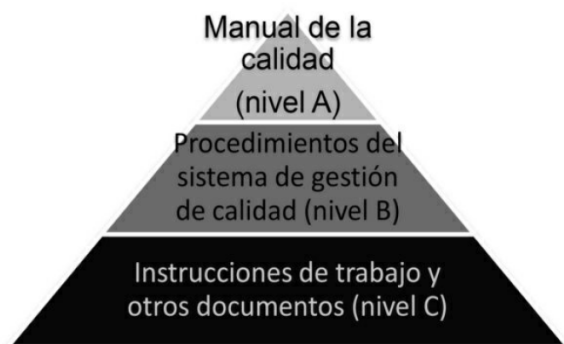 Manual de la
calidad
(nivel A)
Procedimientos del
sistema de gestión
de calidad (nivel B)
Instrucciones de trabajo y
otros documentos (nivel C)